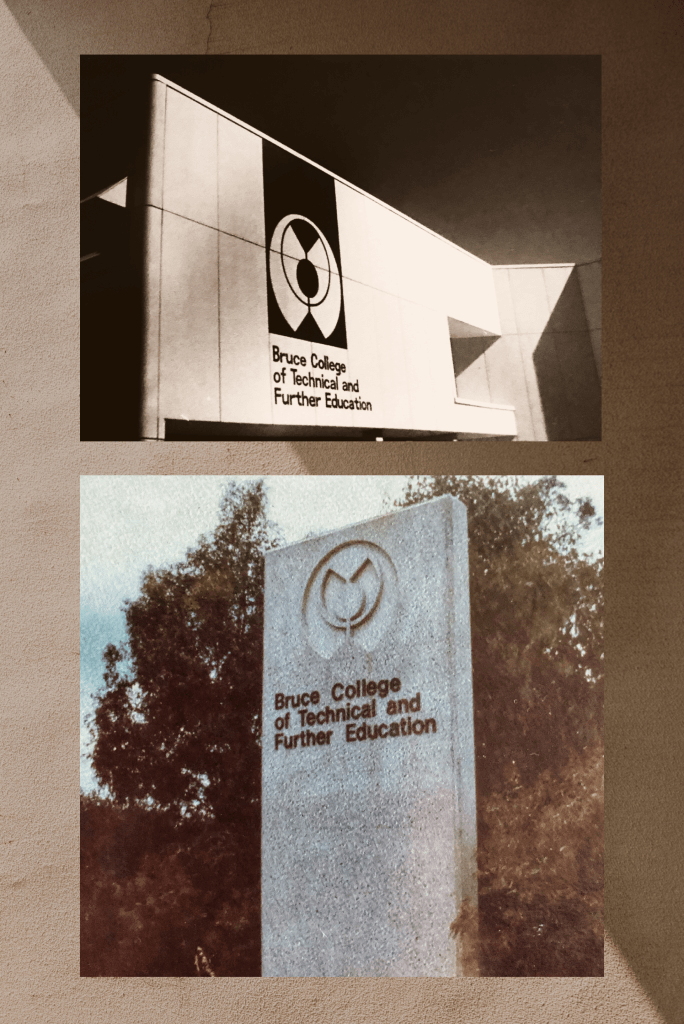 Bruce College
of Technical and
Further Education
Bruce College
of Technical and
Further Education